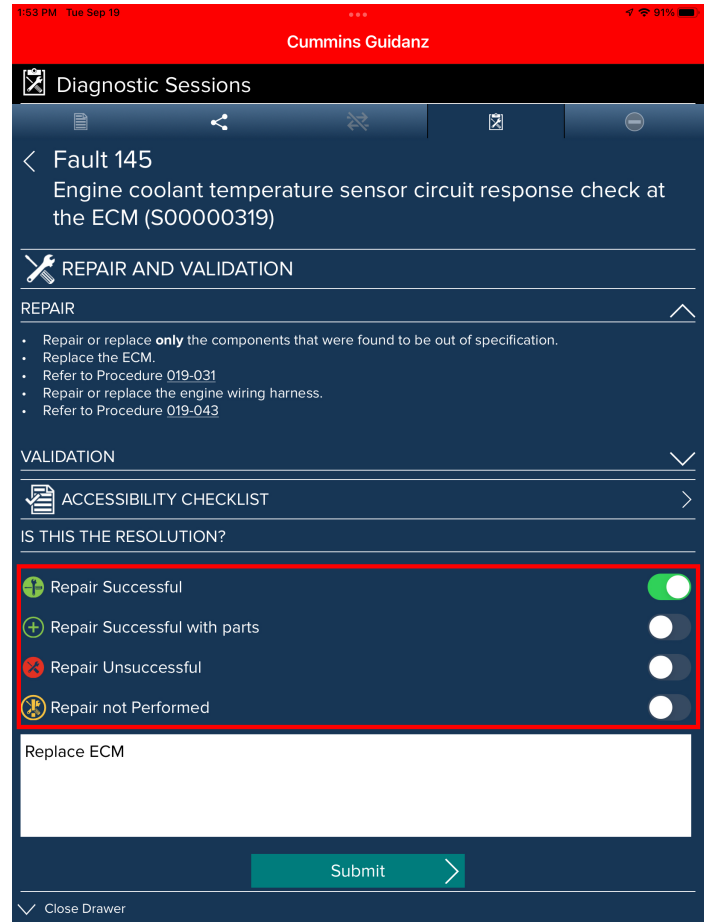 1:53 PM Tue Sep 19
91%
Cummins Guidanz
Diagnostic Sessions
Fault 145
Engine coolant temperature sensor circuit response check at
the ECM (S00000319)
REPAIR AND VALIDATION
REPAIR
• Repair or replace only the components that were found to be out of specification.
• Replace the ECM.
• Refer to Procedure 019-031
• Repair or replace the engine wiring harness.
• Refer to Procedure 019-043
VALIDATION
ACCESSIBILITY CHECKLIST
IS THIS THE RESOLUTION?
Repair Successful
Repair Successful with parts
Repair Unsuccessful
Repair not Performed
Replace ECM
Submit
Close Drawer